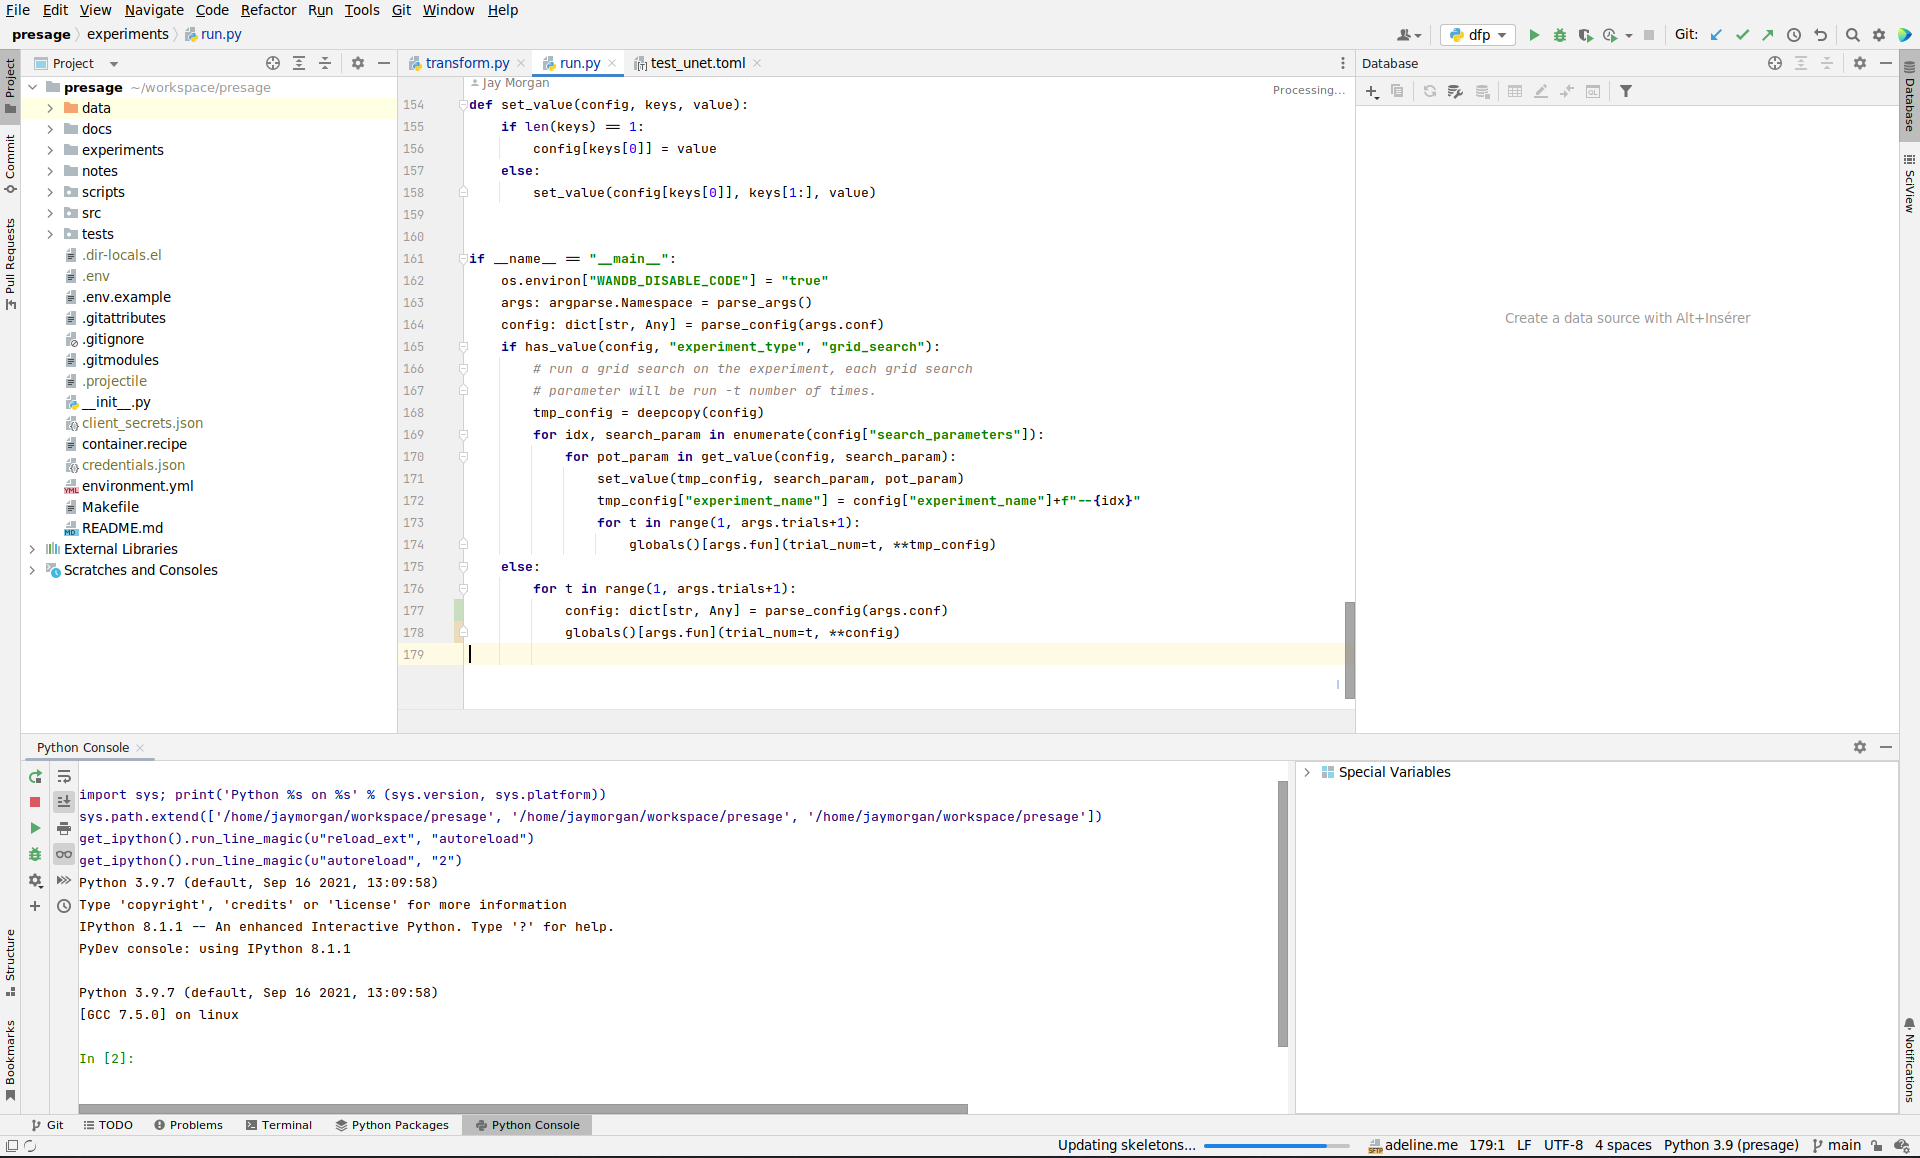 File Edit View Navigate Code Refactor Run Tools Git Window Help
presage experiments run.py
dfp
Git:
Project
transform.py
run.py
test_unet.toml
Database
presage ~/workspace/presage
data
docs
experiments
notes
scripts
src
tests
.dir-locals.el
.env
.env.example
.gitattributes
.gitignore
.gitmodules
.projectile
__init__.py
client_secrets.json
container.recipe
credentials.json
environment.yml
Makefile
README.md
External Libraries
Scratches and Consoles
Project
Commit
Pull Requests
Structure
Bookmarks
Jay Morgan
Processing...
154 def set_value(config, keys, value):
155 if len(keys) == 1:
156 config[keys[0]] = value
157 else:
158 set_value(config[keys[0]], keys[1:], value)
159
160
161 if __name__ == "__main__":
162 os.environ["WANDB_DISABLE_CODE"] = "true"
163 args: argparse.Namespace = parse_args()
164 config: dict[str, Any] = parse_config(args.conf)
165 if has_value(config, "experiment_type", "grid_search"):
166 # run a grid search on the experiment, each grid search
167 # parameter will be run -t number of times.
168 tmp_config = deepcopy(config)
169 for idx, search_param in enumerate(config["search_parameters"]):
170 for pot_param in get_value(config, search_param):
171 set_value(tmp_config, search_param, pot_param)
172 tmp_config["experiment_name"] = config["experiment_name"]+f"--{idx}"
173 for t in range(1, args.trials+1):
174 globals()[args.fun](trial_num=t, **tmp_config)
175 else:
176 for t in range(1, args.trials+1):
177 config: dict[str, Any] = parse_config(args.conf)
178 globals()[args.fun](trial_num=t, **config)
179
Create a data source with Alt+Insérer
Database
SciView
Notifications
Python Console
import sys; print('Python %s on %s' % (sys.version, sys.platform))
sys.path.extend(['/home/jaymorgan/workspace/presage', '/home/jaymorgan/workspace/presage', '/home/jaymorgan/workspace/presage'])
get_ipython().run_line_magic(u"reload_ext", "autoreload")
get_ipython().run_line_magic(u"autoreload", "2")
Python 3.9.7 (default, Sep 16 2021, 13:09:58)
Type 'copyright', 'credits' or 'license' for more information
IPython 8.1.1 -- An enhanced Interactive Python. Type '?' for help.
PyDev console: using IPython 8.1.1
Python 3.9.7 (default, Sep 16 2021, 13:09:58)
[GCC 7.5.0] on linux
In [2]:
Special Variables
Git TODO Problems Terminal Python Packages Python Console
Updating skeletons... adeline.me 179:1 LF UTF-8 4 spaces Python 3.9 (presage) main